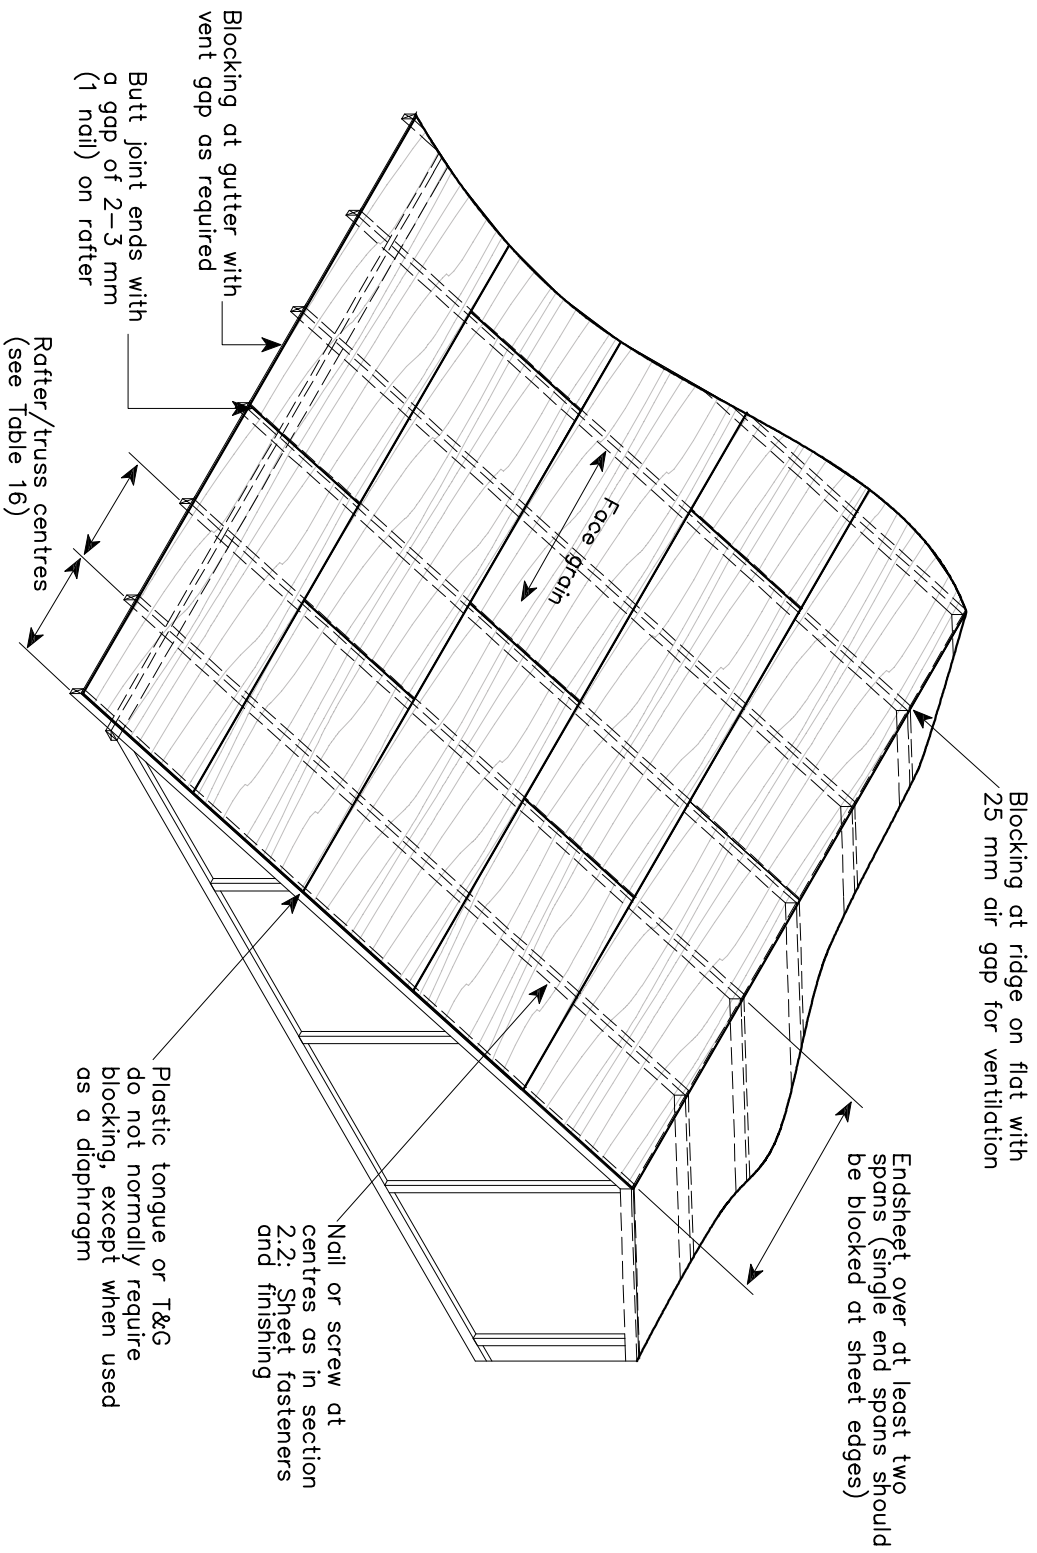 Blocking at ridge on flat with
25 mm air gap for ventilation
Endsheet over at least two
spans (single end spans should
be blocked at sheet edges)
Face grain
Blocking at gutter with
vent gap as required
Butt joint ends with
a gap of 2–3 mm
(1 nail) on rafter
Rafter/truss centres
(see Table 16)
Nail or screw at
centres as in section
2.2: Sheet fasteners
and finishing
Plastic tongue or T&G
do not normally require
blocking, except when used
as a diaphragm